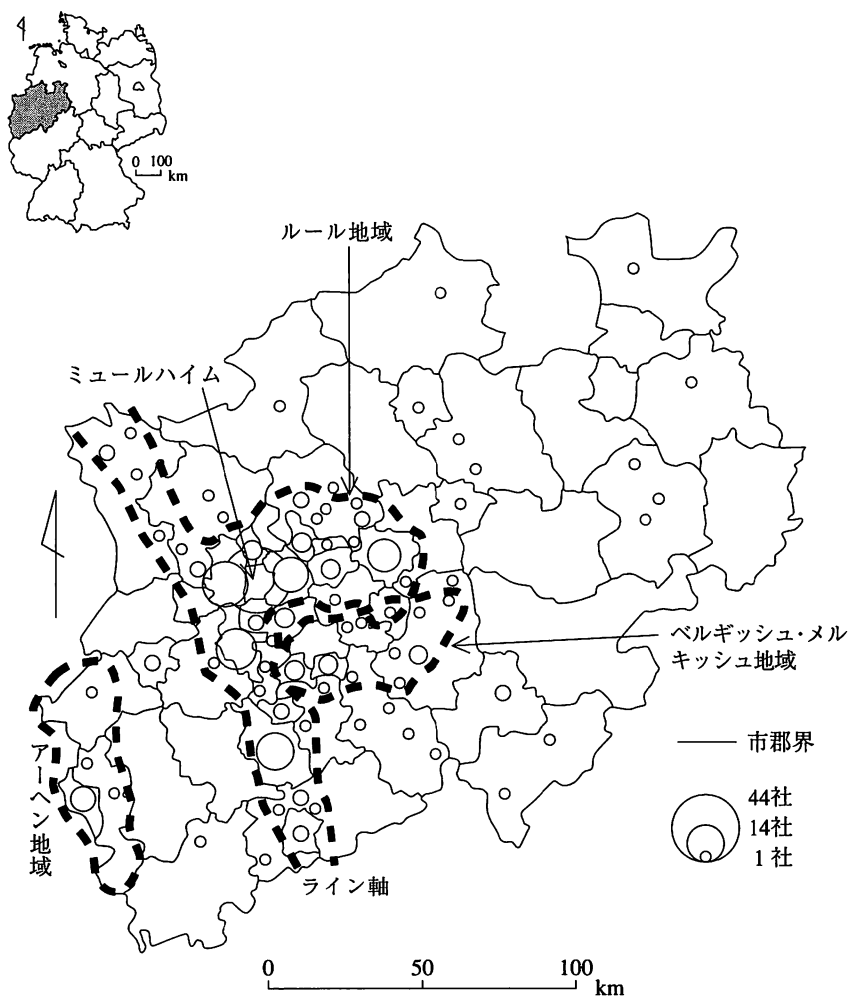 0 100
km
ルール地域
ミュールハイム
ベルギッシュ・メル
キッシュ地域
市郡界
44社
14社
1社
アーヘン地域
ライン軸
0 50 100
km